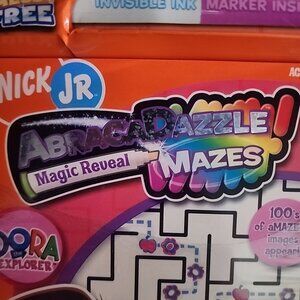 FREE
INVISIBLE INK
MARKER INSI
NICK JR
AC
ABRACADAZZLE
Magic Reveal
MAZES
DORA
THE
EXPLORER
100's
of aMAZE
images
appear